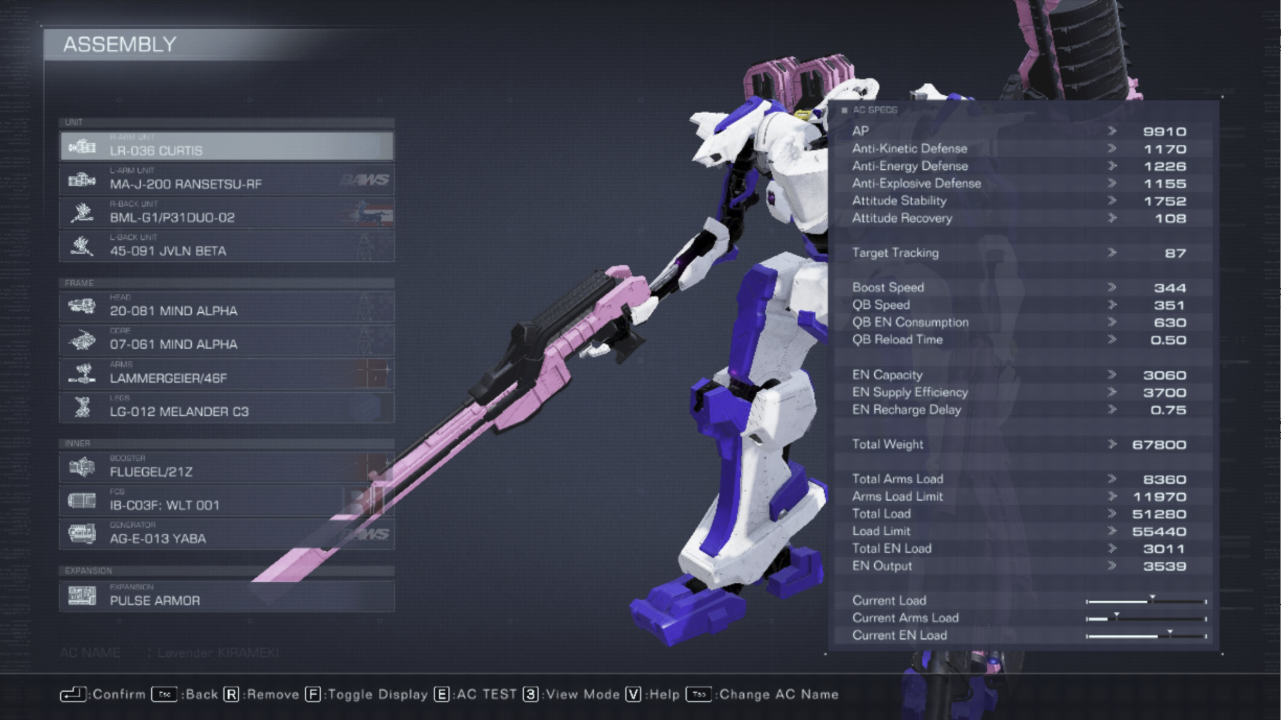 ASSEMBLY
UNIT
R-ARM UNIT
LR-036 CURTIS
L-ARM UNIT
MA-J-200 RANSETSU-RF
BAWS
R-BACK UNIT
BML-G1/P31DUO-02
L-BACK UNIT
45-091 JVLN BETA
FRAME
HEAD
20-081 MIND ALPHA
CORE
07-061 MIND ALPHA
ARMS
LAMMERGEIER/46F
LEGS
LG-012 MELANDER C3
INNER
BOOSTER
FLUEGEL/21Z
FCS
IB-C03F: WLT 001
GENERATOR
AG-E-013 YABA
BAWS
EXPANSION
EXPANSION
PULSE ARMOR
AC NAME : Lavender KIRAMEKI
AC SPECS
AP 9910
Anti-Kinetic Defense 1170
Anti-Energy Defense 1226
Anti-Explosive Defense 1155
Attitude Stability 1752
Attitude Recovery 108
Target Tracking 87
Boost Speed 344
QB Speed 351
QB EN Consumption 630
QB Reload Time 0.50
EN Capacity 3060
EN Supply Efficiency 3700
EN Recharge Delay 0.75
Total Weight 67800
Total Arms Load 8360
Arms Load Limit 11970
Total Load 51280
Load Limit 55440
Total EN Load 3011
EN Output 3539
Current Load
Current Arms Load
Current EN Load
:Confirm Esc :Back R :Remove F :Toggle Display E :AC TEST 3 :View Mode V :Help Tab :Change AC Name